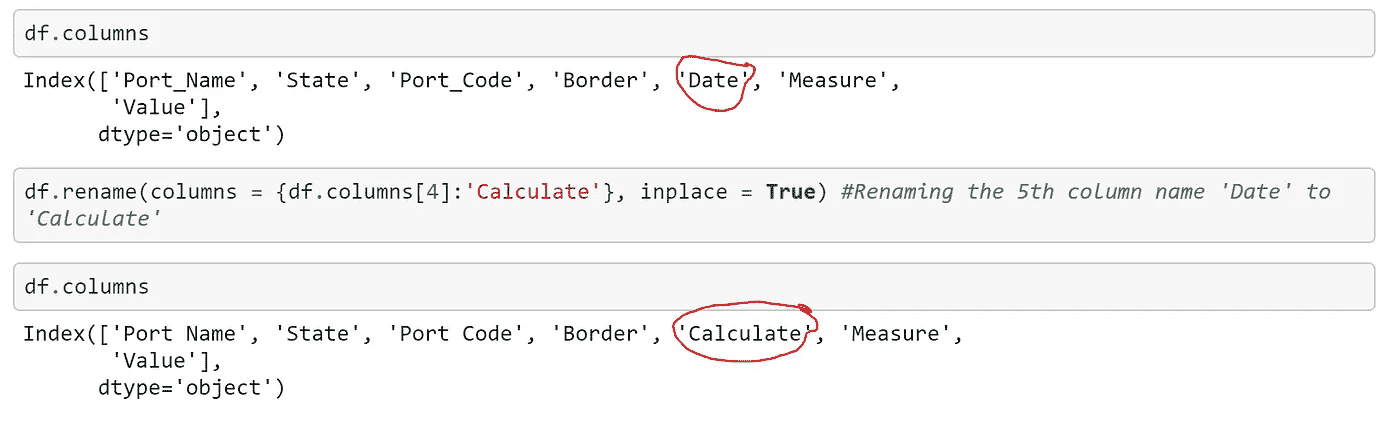 df.columns
Index(['Port_Name', 'State', 'Port_Code', 'Border', 'Date', 'Measure',
'Value'],
dtype='object')
df.rename(columns = {df.columns[4]:'Calculate'}, inplace = True) #Renaming the 5th column name 'Date' to
'Calculate'
df.columns
Index(['Port Name', 'State', 'Port Code', 'Border', 'Calculate', 'Measure',
'Value'],
dtype='object')